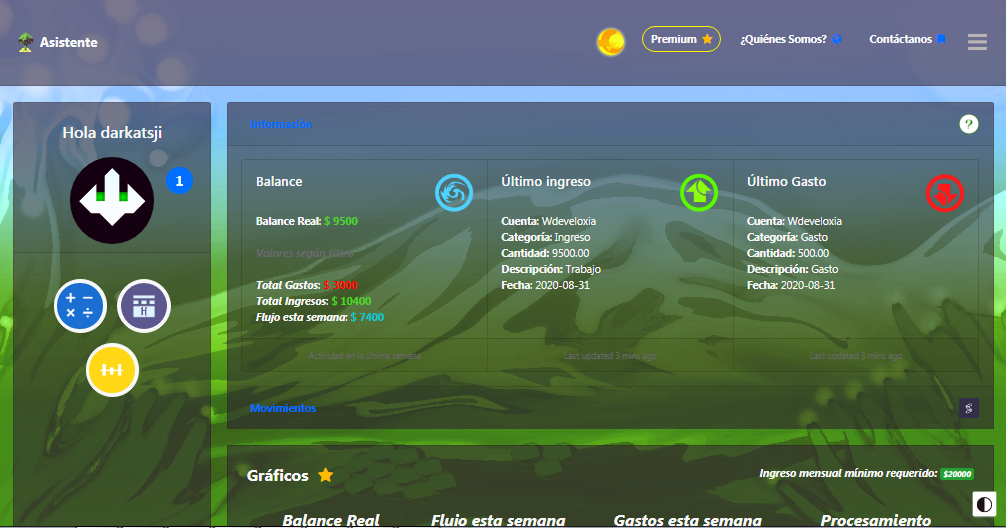 Asistente
Premium
¿Quiénes Somos?
Contáctanos
Hola darkatsji
1
Información
?
Balance
Balance Real: $ 9500
Valores según filtro
Total Gastos: $ 3000
Total Ingresos: $ 10400
Flujo esta semana: $ 7400
Actividad en la última semana
Último ingreso
Cuenta: Wdeveloxia
Categoría: Ingreso
Cantidad: 9500.00
Descripción: Trabajo
Fecha: 2020-08-31
Last updated 3 mins ago
Último Gasto
Cuenta: Wdeveloxia
Categoría: Gasto
Cantidad: 500.00
Descripción: Gasto
Fecha: 2020-08-31
Last updated 3 mins ago
Movimientos
Gráficos
Ingreso mensual mínimo requerido: $20000
Balance Real
Flujo esta semana
Gastos esta semana
Procesamiento